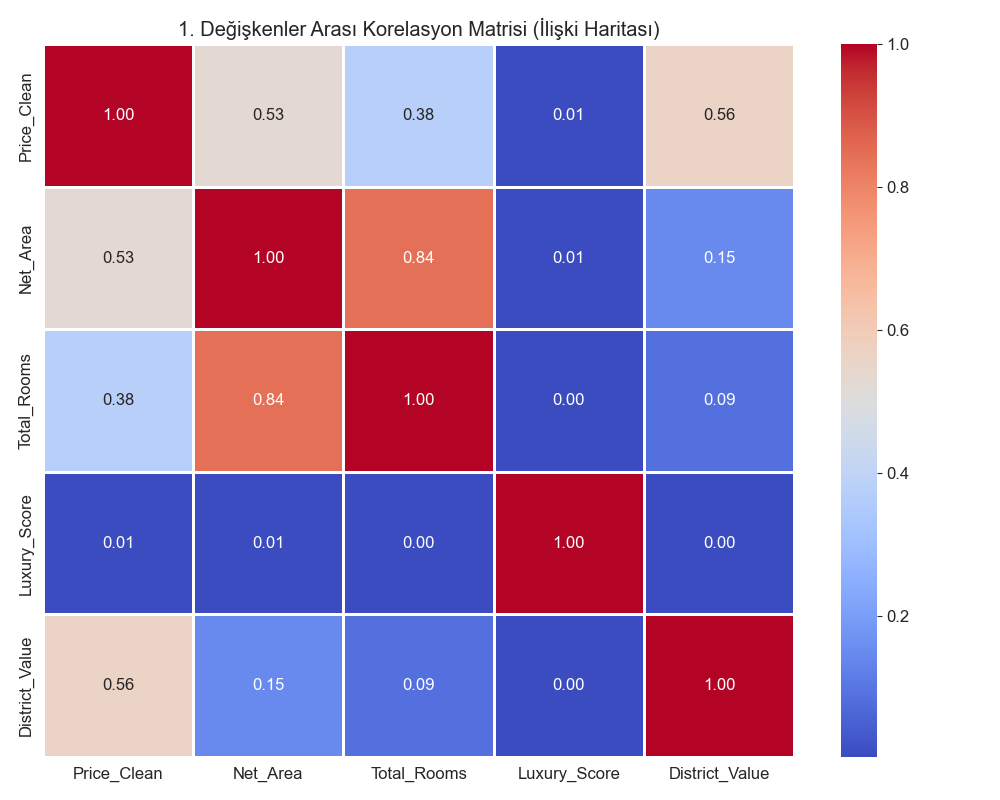 1. Değişkenler Arası Korelasyon Matrisi (İlişki Haritası)
Price_Clean 1.00 0.53 0.38 0.01 0.56
Net_Area 0.53 1.00 0.84 0.01 0.15
Total_Rooms 0.38 0.84 1.00 0.00 0.09
Luxury_Score 0.01 0.01 0.00 1.00 0.00
District_Value 0.56 0.15 0.09 0.00 1.00
Price_Clean Net_Area Total_Rooms Luxury_Score District_Value
1.0
0.8
0.6
0.4
0.2